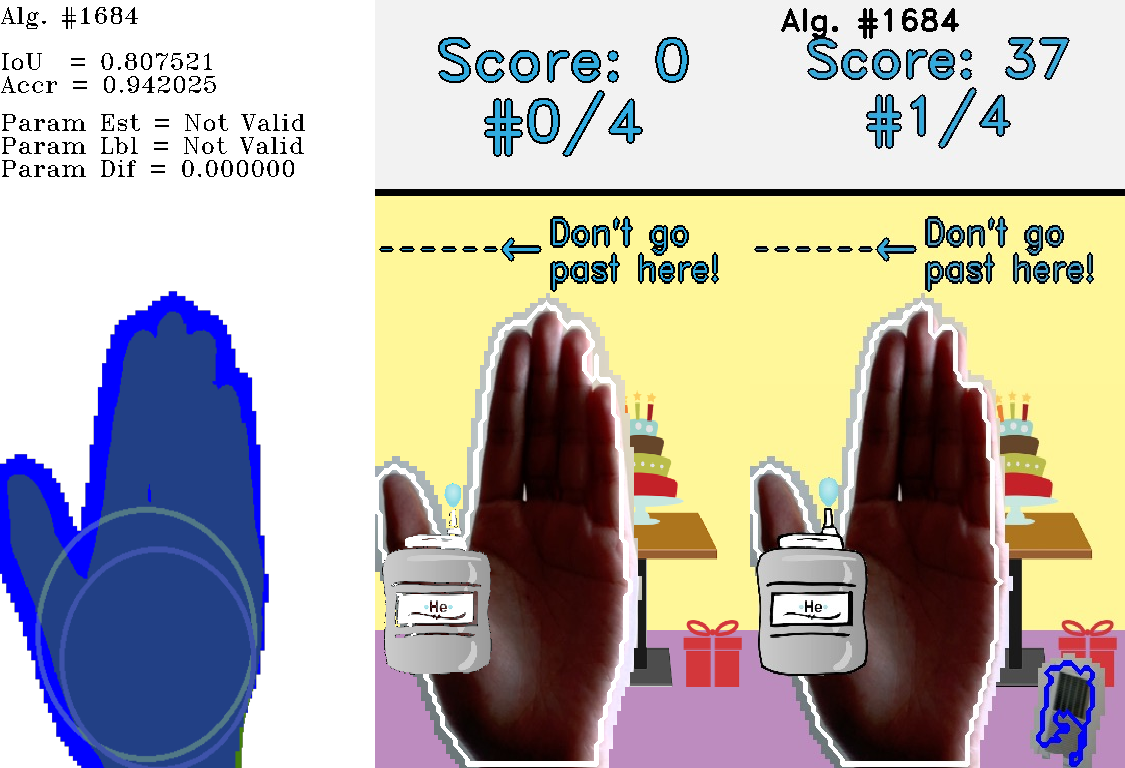 Alg. #1684
IoU = 0.807521
Accr = 0.942025
Param Est = Not Valid
Param Lbl = Not Valid
Param Dif = 0.000000
Score: 0
#0/4
Don't go
past here!
He
Alg. #1684
Score: 37
#1/4
Don't go
past here!
He